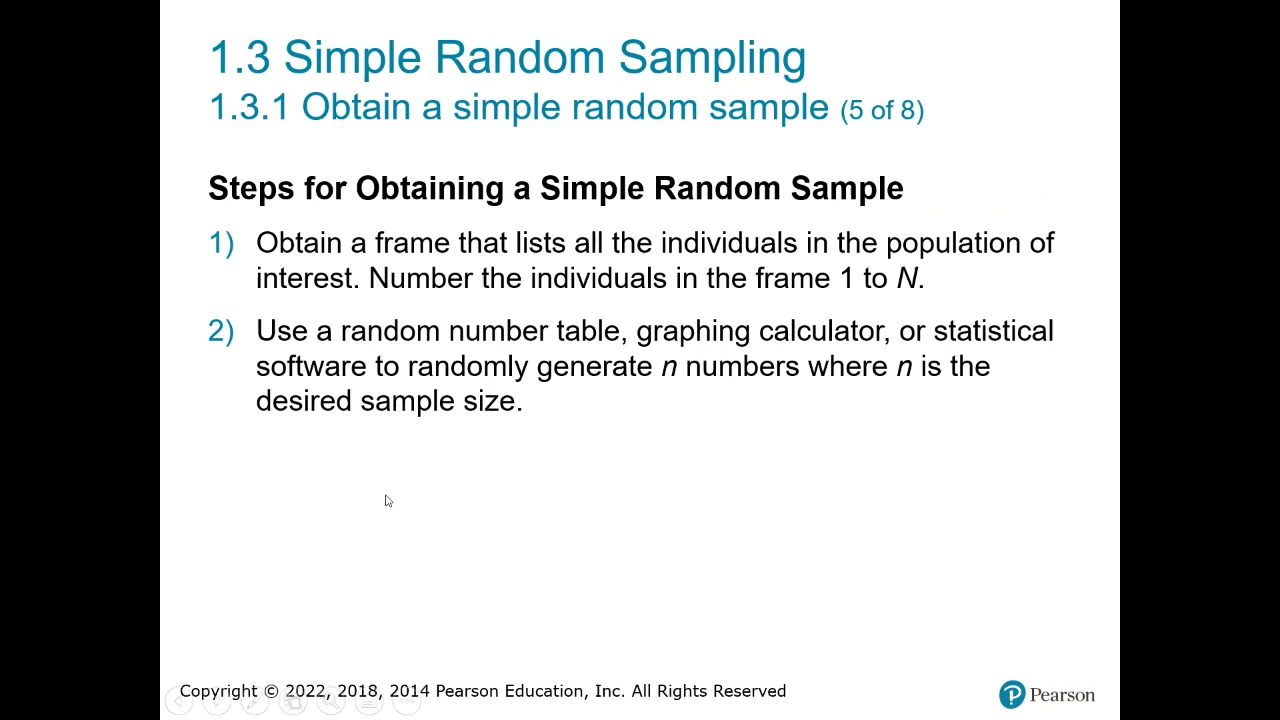 1.3 Simple Random Sampling
1.3.1 Obtain a simple random sample (5 of 8)
Steps for Obtaining a Simple Random Sample
1) Obtain a frame that lists all the individuals in the population of
interest. Number the individuals in the frame 1 to N.
2) Use a random number table, graphing calculator, or statistical
software to randomly generate n numbers where n is the
desired sample size.
Copyright © 2022, 2018, 2014 Pearson Education, Inc. All Rights Reserved
P Pearson